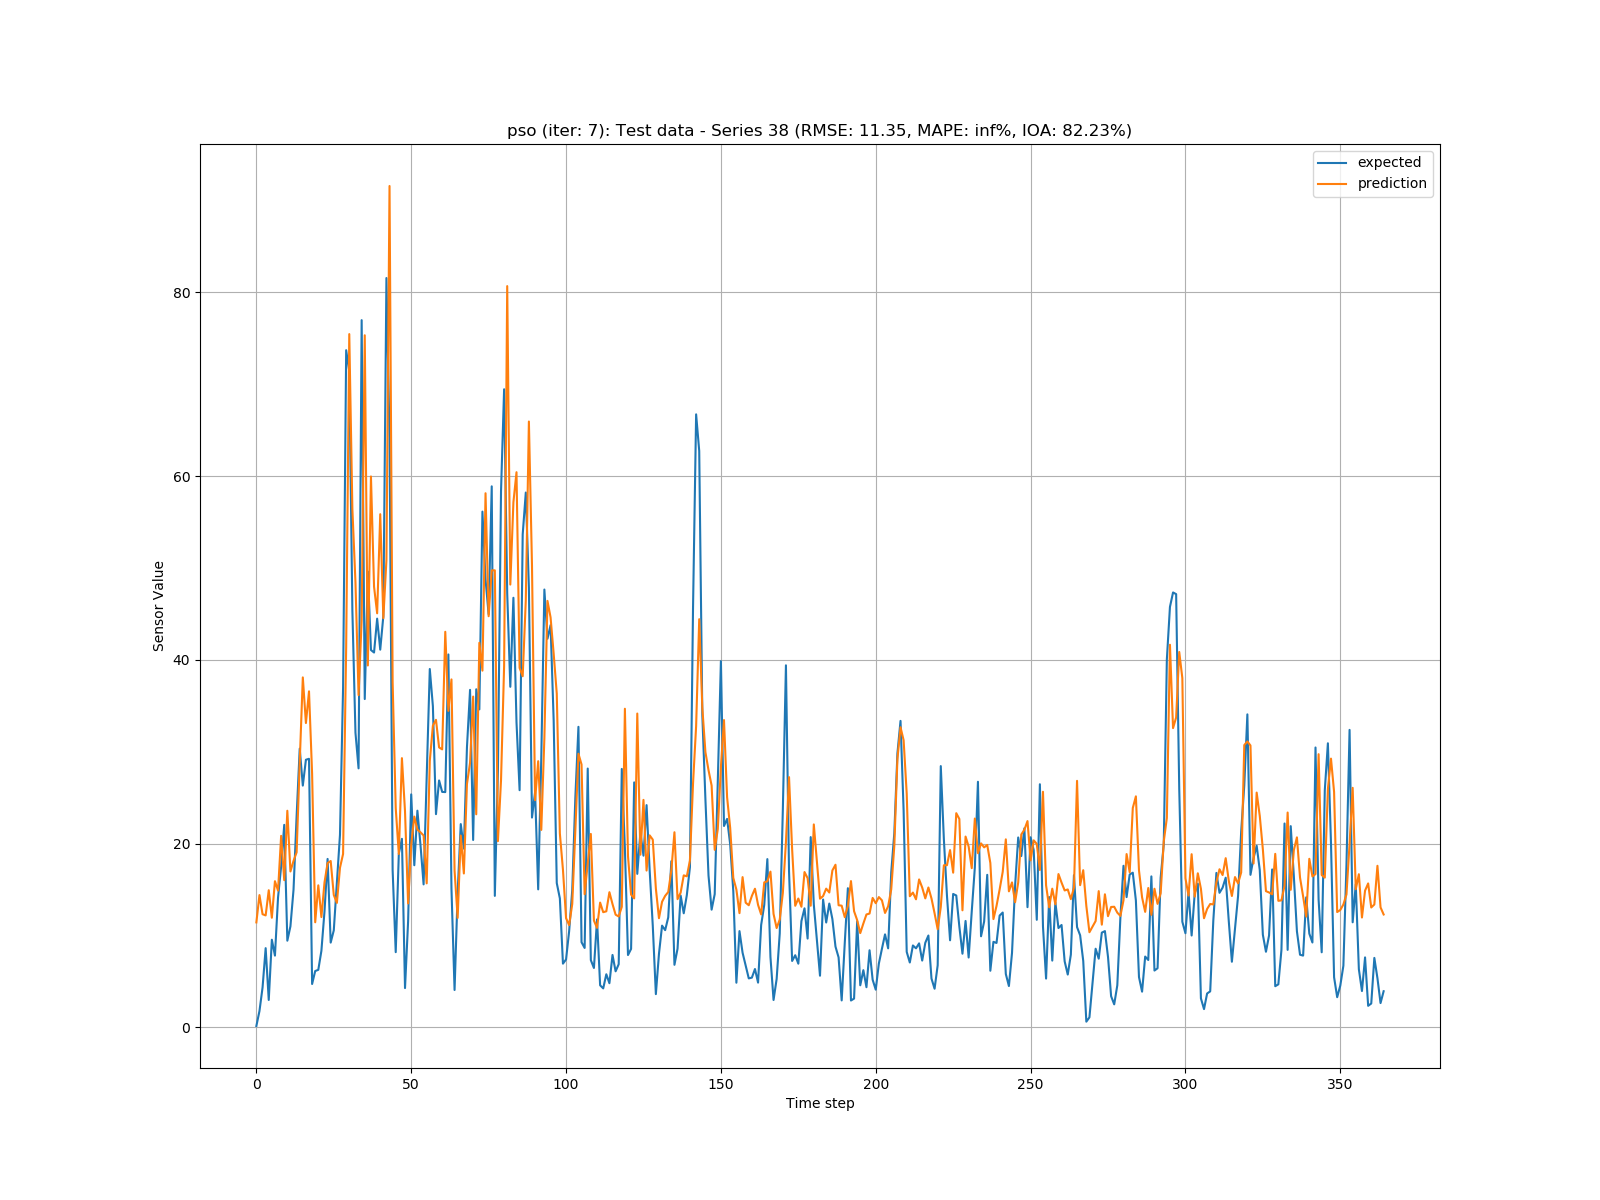 pso (iter: 7): Test data - Series 38 (RMSE: 11.35, MAPE: inf%, IOA: 82.23%)
expected
prediction
80
60
40
20
0
Sensor Value
0 50 100 150 200 250 300 350
Time step